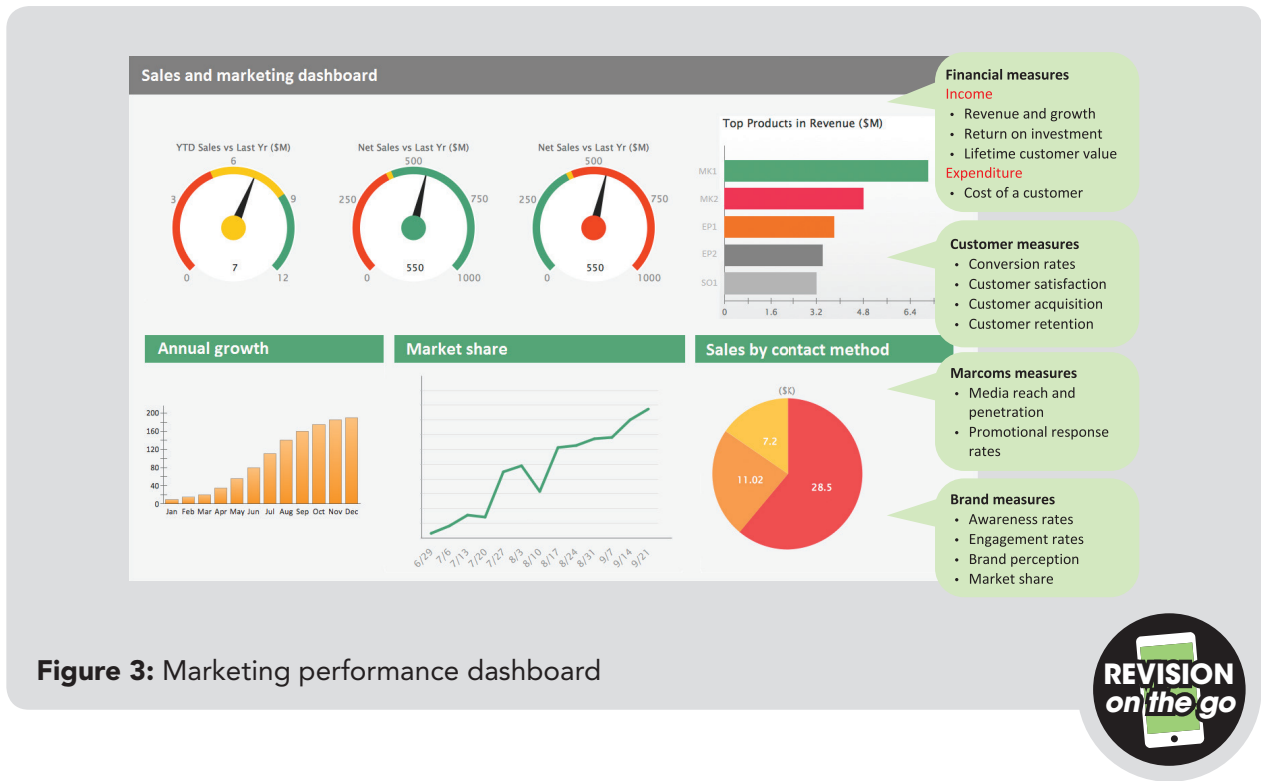 Sales and marketing dashboard
YTD Sales vs Last Yr ($M)
6
3
9
7
0
12
Net Sales vs Last Yr ($M)
500
250
750
550
0
1000
Net Sales vs Last Yr ($M)
500
250
750
550
0
1000
Top Products in Revenue ($M)
MK1
MK2
EP1
EP2
SO1
0 1.6 3.2 4.8 6.4
Annual growth
200
160
120
80
40
0
Jan Feb Mar Apr May Jun Jul Aug Sep Oct Nov Dec
Market share
6/29 7/6 7/13 7/20 7/27 8/3 8/10 8/17 8/24 8/31 9/7 9/14 9/21
Sales by contact method
($K)
7.2
11.02
28.5
Financial measures
Income
• Revenue and growth
• Return on investment
• Lifetime customer value
Expenditure
• Cost of a customer
Customer measures
• Conversion rates
• Customer satisfaction
• Customer acquisition
• Customer retention
Marcoms measures
• Media reach and
penetration
• Promotional response
rates
Brand measures
• Awareness rates
• Engagement rates
• Brand perception
• Market share
Figure 3: Marketing performance dashboard
REVISION
on the go